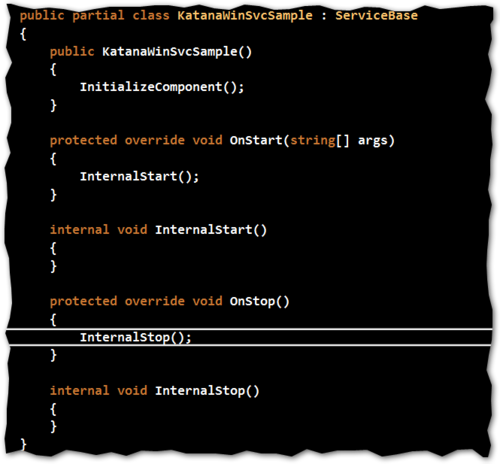 public partial class KatanaWinSvcSample : ServiceBase
{
    public KatanaWinSvcSample()
    {
        InitializeComponent();
    }

    protected override void OnStart(string[] args)
    {
        InternalStart();
    }

    internal void InternalStart()
    {
    }

    protected override void OnStop()
    {
        InternalStop();
    }

    internal void InternalStop()
    {
    }
}